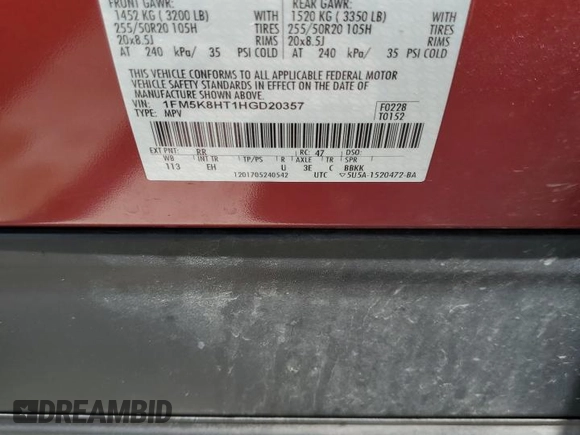 FRONT GAWR: REAR GAWR:
1452 KG ( 3200 LB) WITH 1520 KG ( 3350 LB) WITH
255/50R20 105H TIRES 255/50R20 105H TIRES
20x8.5J RIMS 20x8.5J RIMS
AT 240 kPa/ 35 PSI COLD AT 240 kPa/ 35 PSI COLD
THIS VEHICLE CONFORMS TO ALL APPLICABLE FEDERAL MOTOR
VEHICLE SAFETY AND THEFT PREVENTION STANDARDS IN EFFECT ON
THE DATE OF MANUFACTURE SHOWN ABOVE.
VIN: 1FM5K8HT1HGD20357 F0228
TYPE: MPV T0152
EXT PNT: RR RC: 47 DSO:
WB INT TR TP/PS R AXLE TR SPR
113 EH U 3E C BBKK
1201705240542 UTC ▽5U5A-1520472-BA
DREAMBID